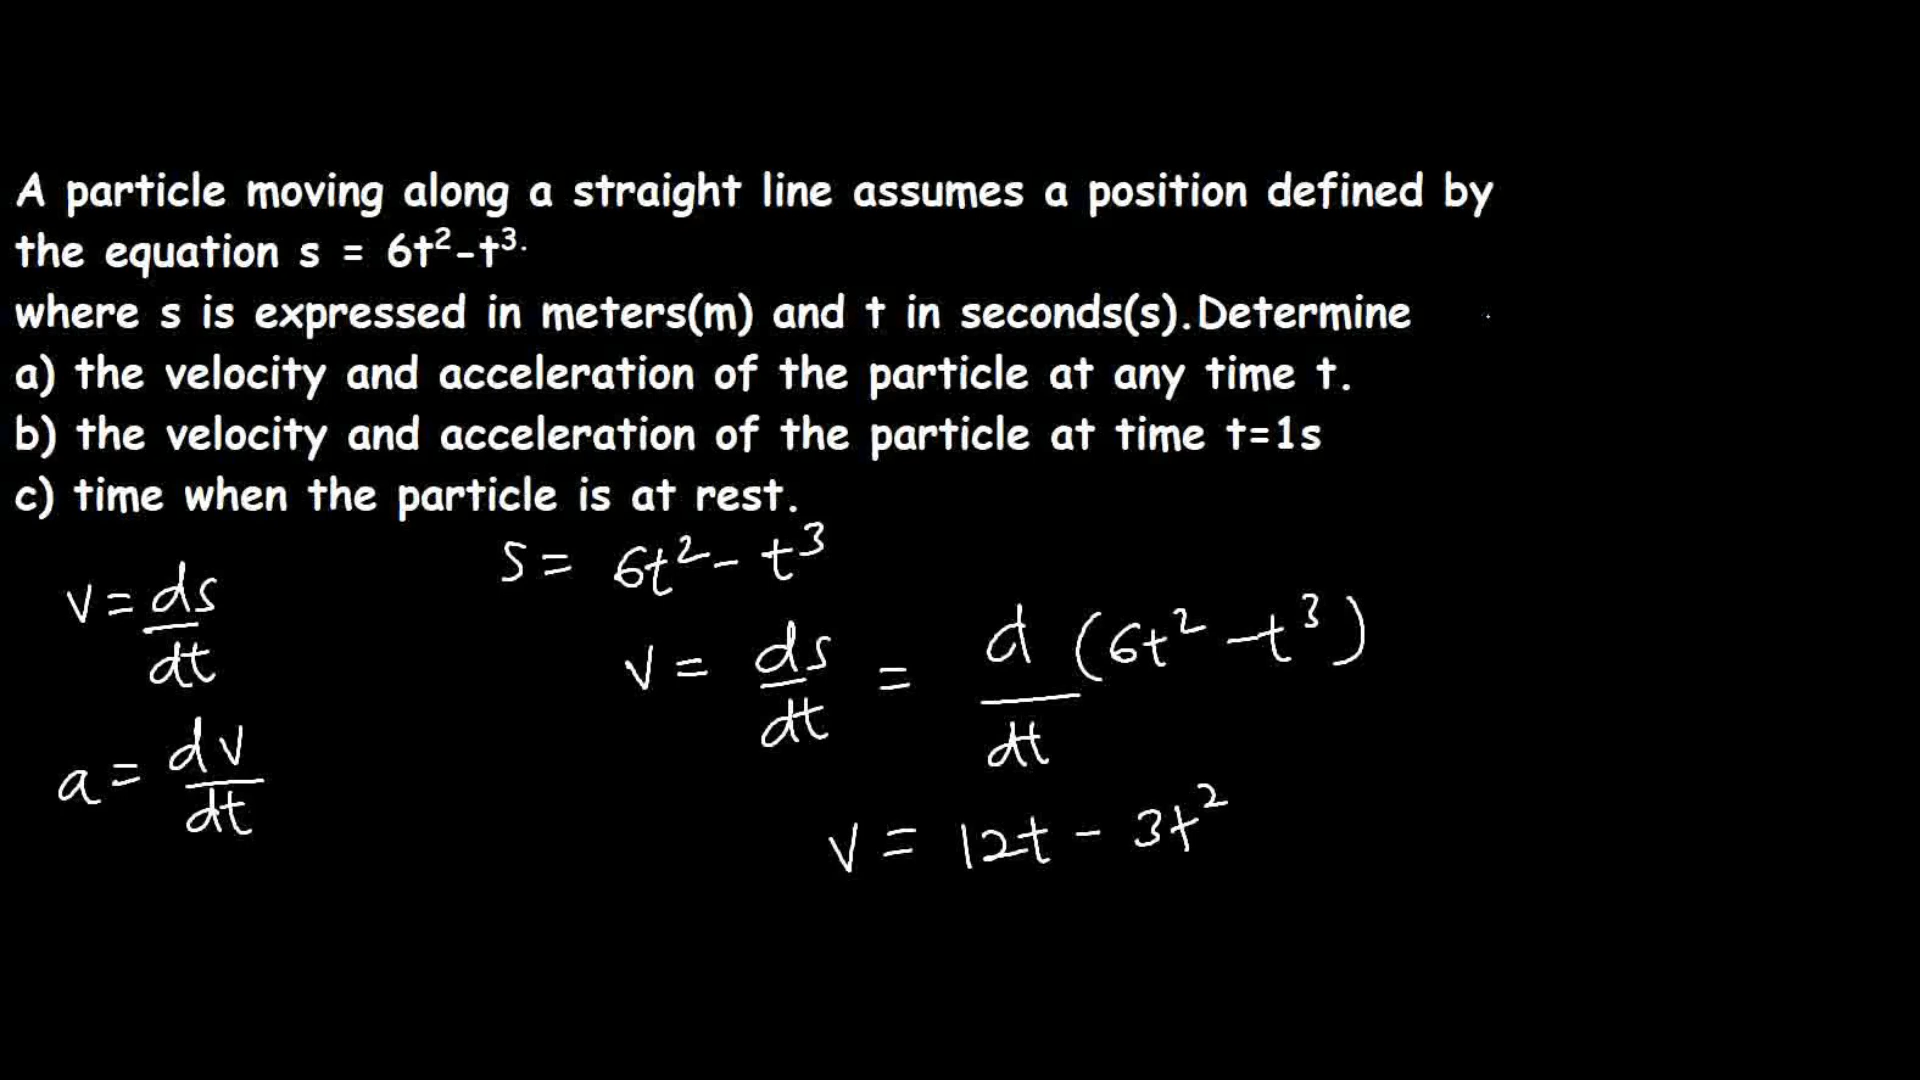 A particle moving along a straight line assumes a position defined by
the equation s = 6t²-t³.
where s is expressed in meters(m) and t in seconds(s).Determine
a) the velocity and acceleration of the particle at any time t.
b) the velocity and acceleration of the particle at time t=1s
c) time when the particle is at rest.
s = 6t² - t³
v = ds/dt
v = ds/dt = d/dt (6t² - t³)
a = dv/dt
v = 12t - 3t²